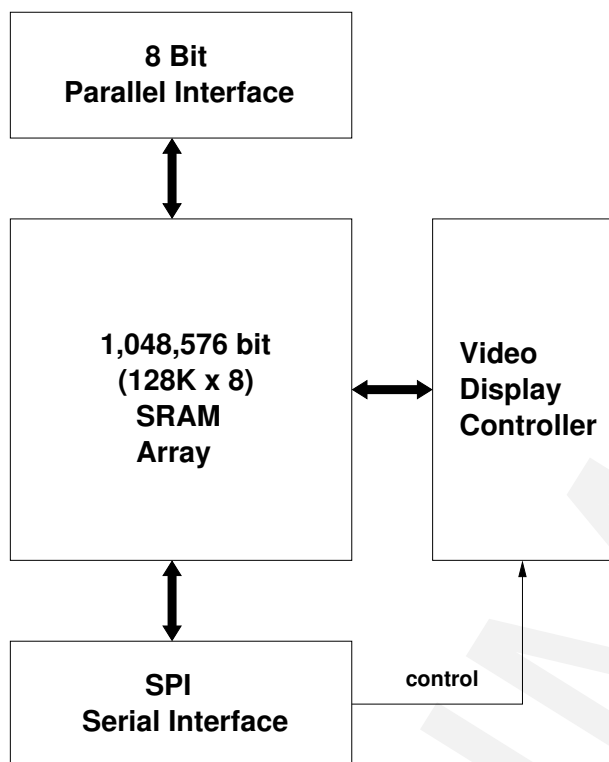 8 Bit
Parallel Interface
1,048,576 bit
(128K x 8)
SRAM
Array
Video
Display
Controller
SPI
Serial Interface
control